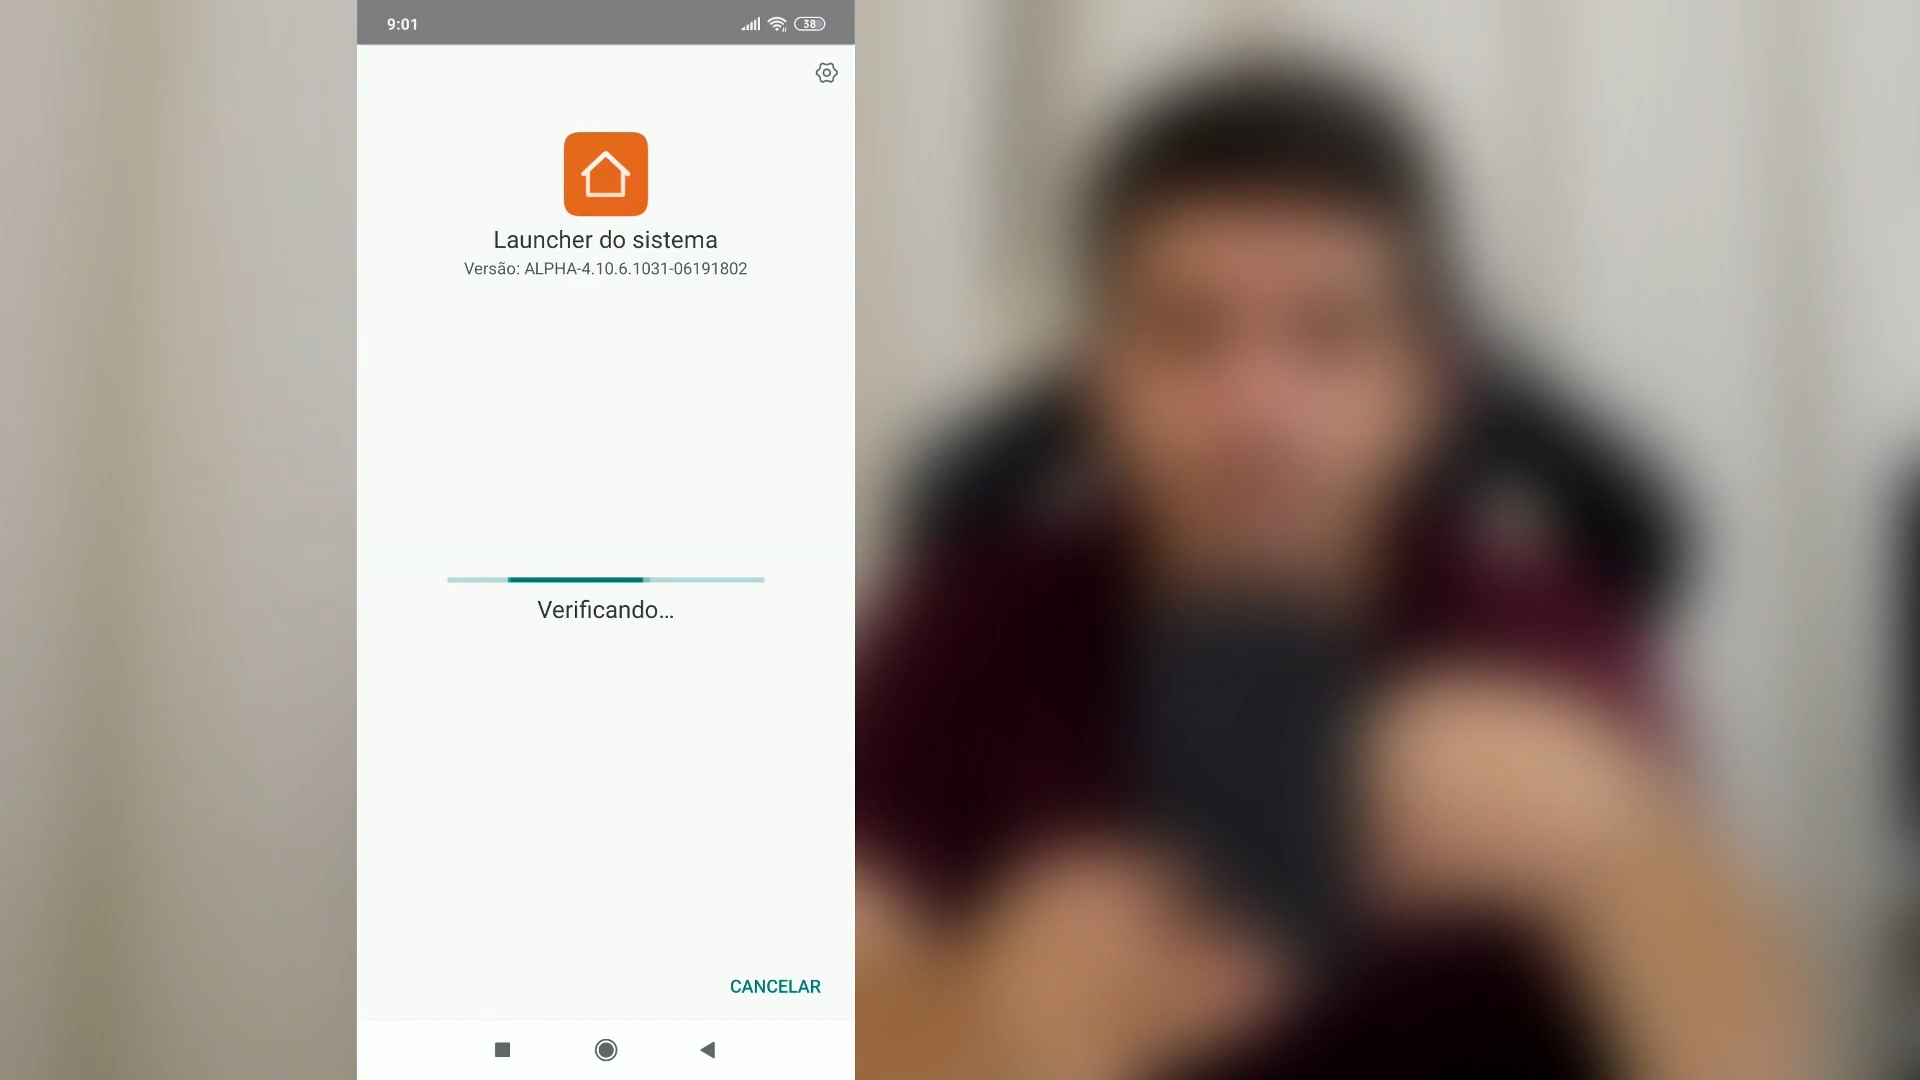 9:01
38
Launcher do sistema
Versão: ALPHA-4.10.6.1031-06191802
Verificando...
CANCELAR